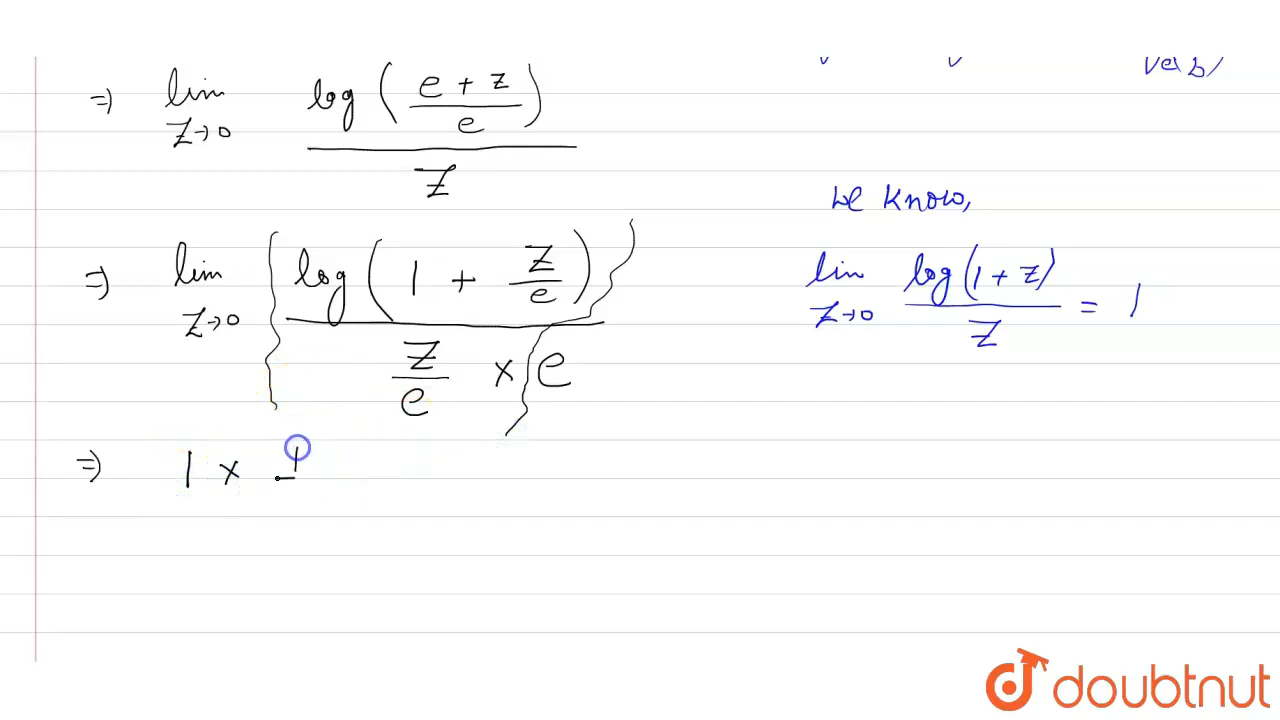 ⇒ lim z→0 log((e + z)/e) / z
⇒ lim z→0 { log(1 + z/e) / (z/e × } e)
⇒ 1 × 1
we know,
lim z→0 log(1 + z) / z = 1
doubtnut